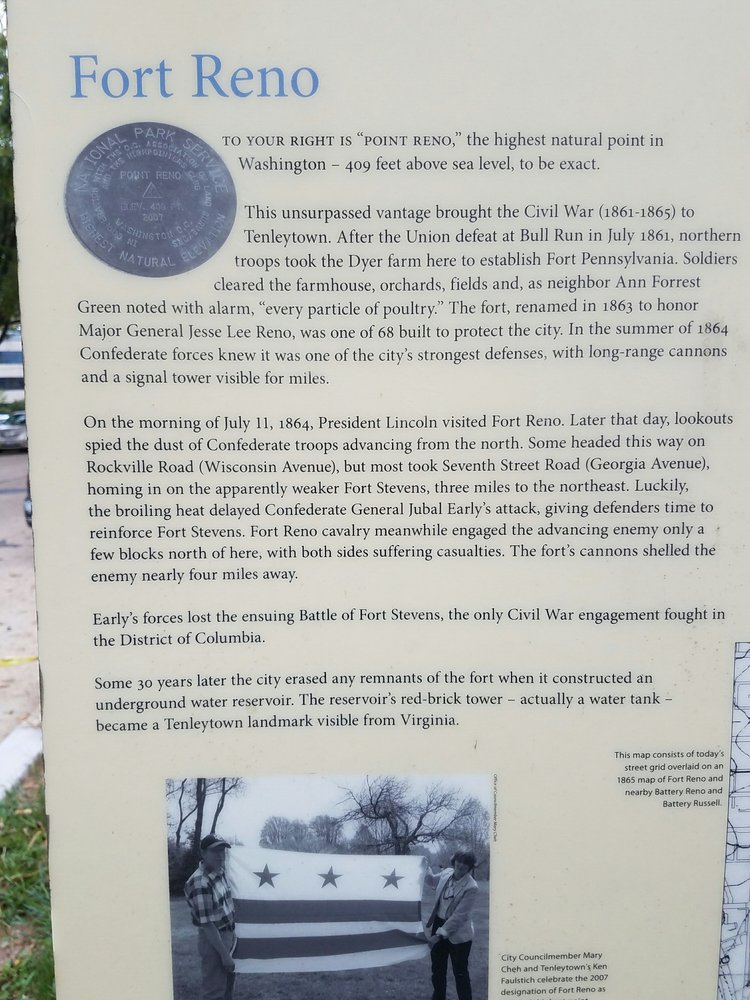 Fort Reno
NATIONAL PARK SERVICE
POINT RENO
ELEV. 409 FT.
2007
WASHINGTON D.C.
HIGHEST NATURAL ELEVATION
TO YOUR RIGHT IS “POINT RENO,” the highest natural point in
Washington – 409 feet above sea level, to be exact.
This unsurpassed vantage brought the Civil War (1861-1865) to
Tenleytown. After the Union defeat at Bull Run in July 1861, northern
troops took the Dyer farm here to establish Fort Pennsylvania. Soldiers
cleared the farmhouse, orchards, fields and, as neighbor Ann Forrest
Green noted with alarm, “every particle of poultry.” The fort, renamed in 1863 to honor
Major General Jesse Lee Reno, was one of 68 built to protect the city. In the summer of 1864
Confederate forces knew it was one of the city’s strongest defenses, with long-range cannons
and a signal tower visible for miles.
On the morning of July 11, 1864, President Lincoln visited Fort Reno. Later that day, lookouts
spied the dust of Confederate troops advancing from the north. Some headed this way on
Rockville Road (Wisconsin Avenue), but most took Seventh Street Road (Georgia Avenue),
homing in on the apparently weaker Fort Stevens, three miles to the northeast. Luckily,
the broiling heat delayed Confederate General Jubal Early’s attack, giving defenders time to
reinforce Fort Stevens. Fort Reno cavalry meanwhile engaged the advancing enemy only a
few blocks north of here, with both sides suffering casualties. The fort’s cannons shelled the
enemy nearly four miles away.
Early’s forces lost the ensuing Battle of Fort Stevens, the only Civil War engagement fought in
the District of Columbia.
Some 30 years later the city erased any remnants of the fort when it constructed an
underground water reservoir. The reservoir’s red-brick tower – actually a water tank –
became a Tenleytown landmark visible from Virginia.
This map consists of today’s
street grid overlaid on an
1865 map of Fort Reno and
nearby Battery Reno and
Battery Russell.
Office of Councilmember Mary Cheh
City Councilmember Mary
Cheh and Tenleytown’s Ken
Faulstich celebrate the 2007
designation of Fort Reno as